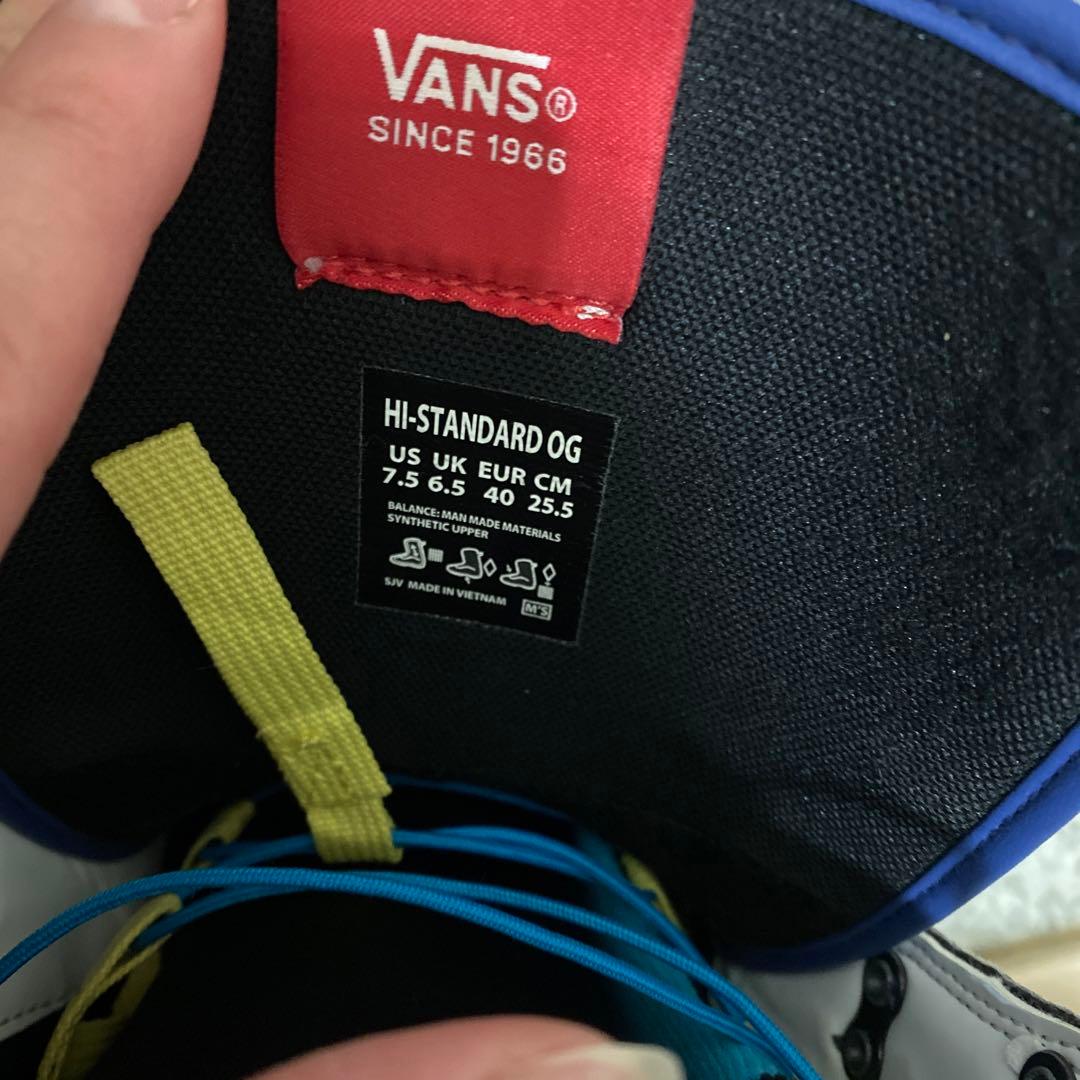 VANS®
SINCE 1966
HI-STANDARD OG
US UK EUR CM
7.5 6.5 40 25.5
BALANCE: MAN MADE MATERIALS
SYNTHETIC UPPER
SJV MADE IN VIETNAM
M'S